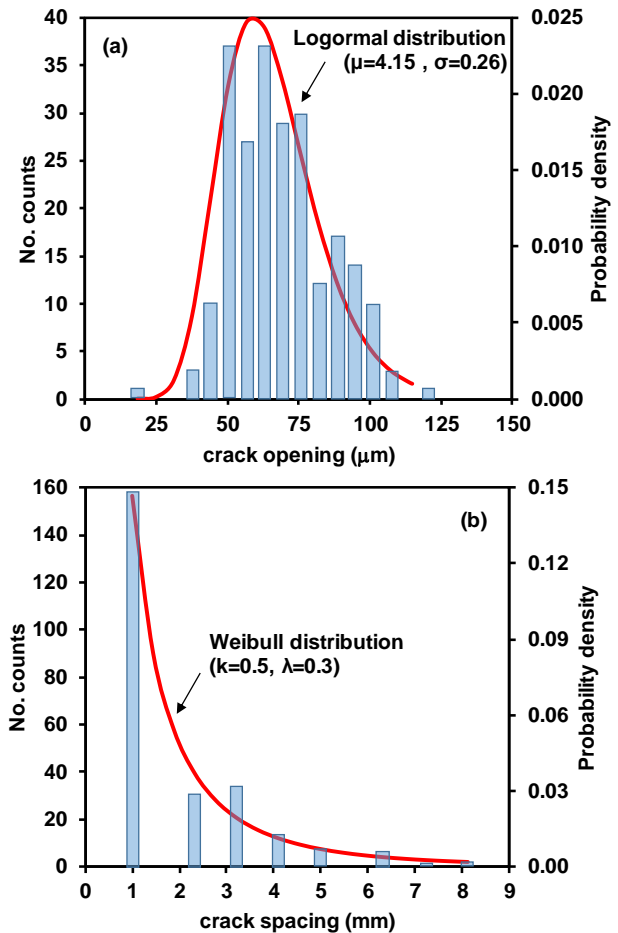 (a)
Logormal distribution
(μ=4.15 , σ=0.26)
No. counts
40
35
30
25
20
15
10
5
0
0.025
0.020
0.015
0.010
0.005
0.000
Probability density
0 25 50 75 100 125 150
crack opening (μm)
(b)
Weibull distribution
(k=0.5, λ=0.3)
No. counts
160
140
120
100
80
60
40
20
0
0.15
0.12
0.09
0.06
0.03
0.00
Probability density
0 1 2 3 4 5 6 7 8 9
crack spacing (mm)